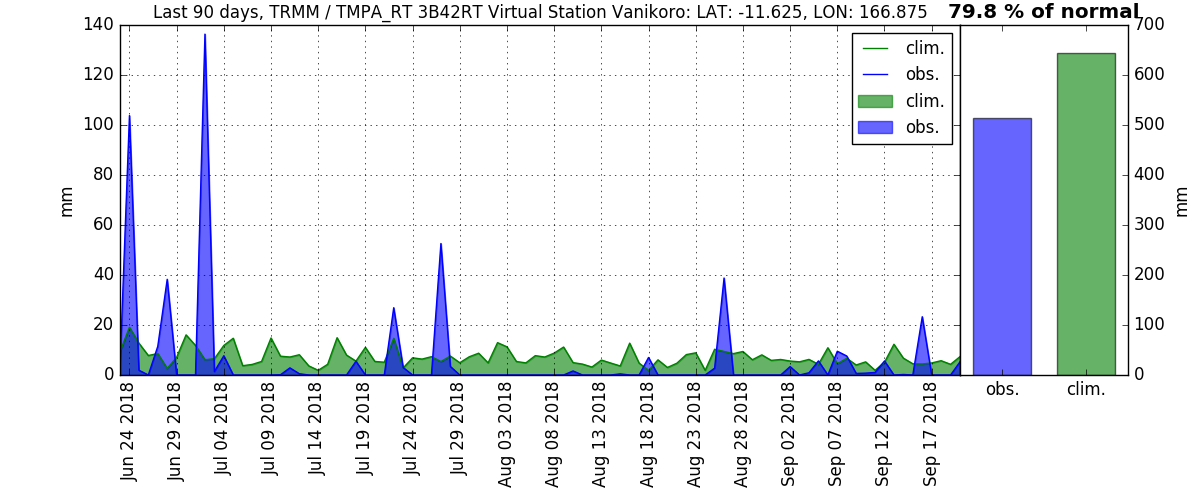 Last 90 days, TRMM / TMPA_RT 3B42RT Virtual Station Vanikoro: LAT: -11.625, LON: 166.875
79.8 % of normal
140
120
100
80
60
40
20
0
mm
clim.
obs.
clim.
obs.
Jun 24 2018
Jun 29 2018
Jul 04 2018
Jul 09 2018
Jul 14 2018
Jul 19 2018
Jul 24 2018
Jul 29 2018
Aug 03 2018
Aug 08 2018
Aug 13 2018
Aug 18 2018
Aug 23 2018
Aug 28 2018
Sep 02 2018
Sep 07 2018
Sep 12 2018
Sep 17 2018
700
600
500
400
300
200
100
0
mm
obs.
clim.